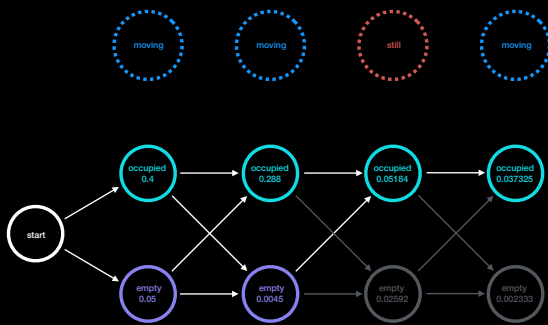 moving
moving
still
moving
occupied
0.4
occupied
0.288
occupied
0.05184
occupied
0.037325
start
empty
0.05
empty
0.0045
empty
0.02592
empty
0.002333